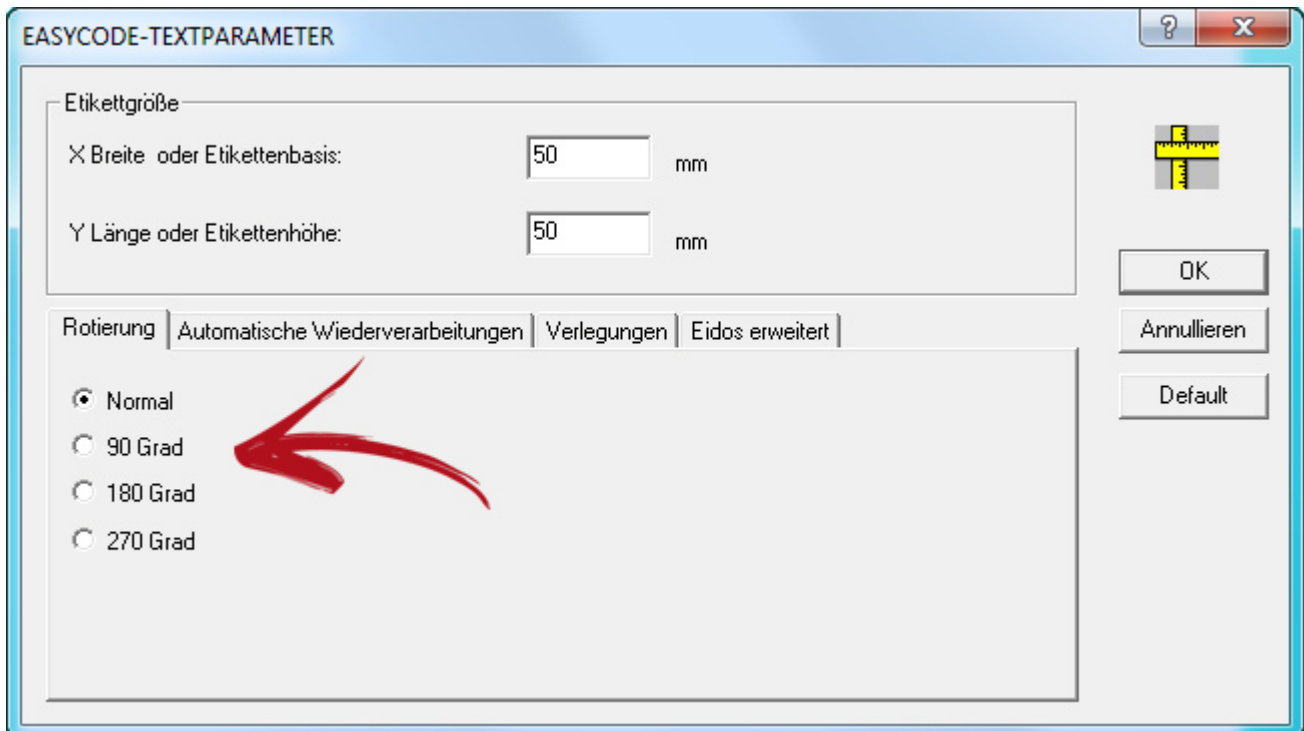 EASYCODE-TEXTPARAMETER
Etikettgröße
X Breite oder Etikettenbasis: 50 mm
Y Länge oder Etikettenhöhe: 50 mm
OK
Annullieren
Default
Rotierung Automatische Wiederverarbeitungen Verlegungen Eidos erweitert
Normal
90 Grad
180 Grad
270 Grad